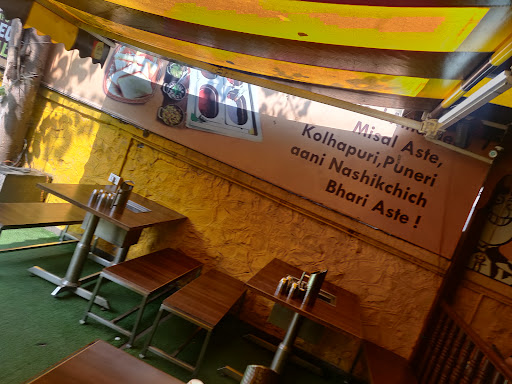 Misal Aste,
Kolhapuri,Puneri
aani Nashikchich
Bhari Aste !